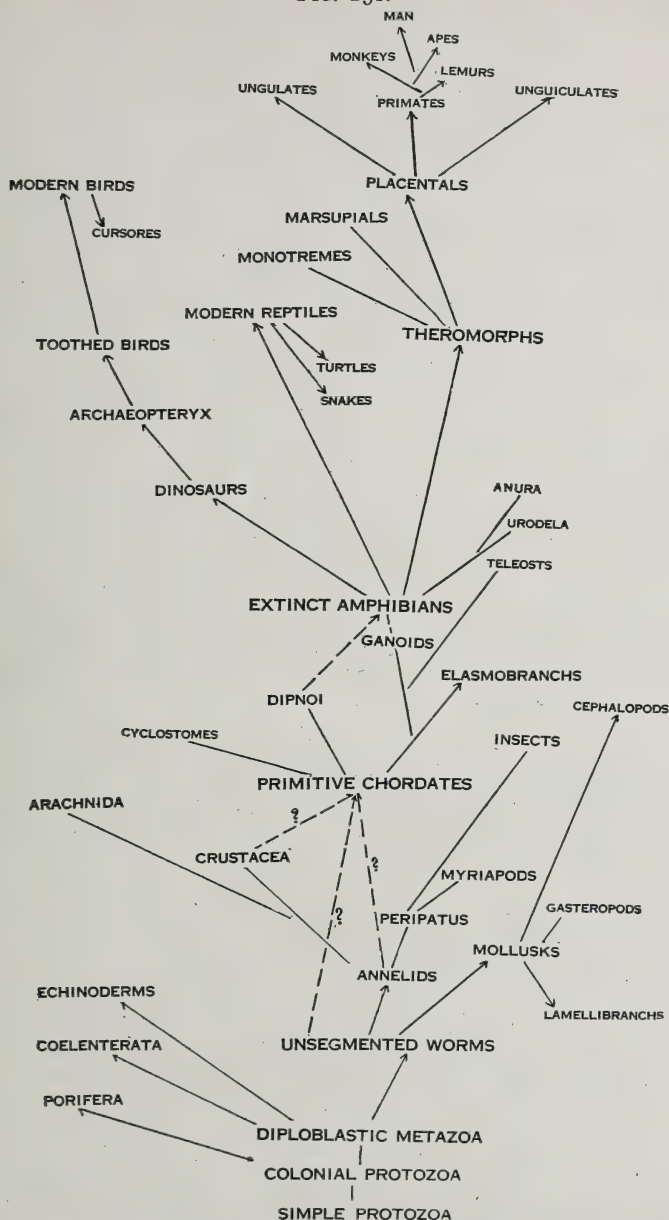 MAN
APES
MONKEYS
LEMURS
UNGULATES
PRIMATES
UNGUICULATES
MODERN BIRDS
PLACENTALS
MARSUPIALS
CURSORES
MONOTREMES
MODERN REPTILES
THEROMORPHS
TOOTHED BIRDS
TURTLES
SNAKES
ARCHAEOPTERYX
DINOSAURS
ANURA
URODELA
TELEOSTS
EXTINCT AMPHIBIANS
GANOIDS
ELASMOBRANCHS
DIPNOI
CEPHALOPODS
CYCLOSTOMES
INSECTS
PRIMITIVE CHORDATES
ARACHNIDA
?
CRUSTACEA
?
MYRIAPODS
GASTEROPODS
?
PERIPATUS
MOLLUSKS
ANNELIDS
ECHINODERMS
LAMELLIBRANCHS
COELENTERATA
UNSEGMENTED WORMS
PORIFERA
DIPLOBLASTIC METAZOA
COLONIAL PROTOZOA
SIMPLE PROTOZOA